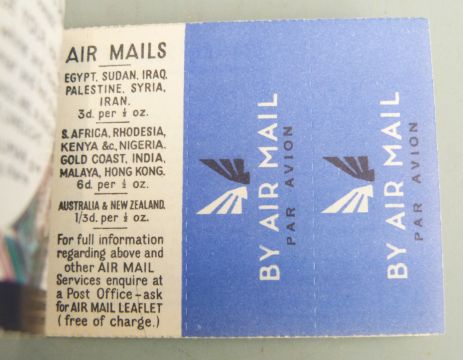 AIR MAILS
EGYPT, SUDAN, IRAQ,
PALESTINE, SYRIA,
IRAN.
3d. per ½ oz.
S. AFRICA, RHODESIA,
KENYA &c, NIGERIA.
GOLD COAST, INDIA,
MALAYA, HONG KONG.
6d. per ½ oz.
AUSTRALIA & NEW ZEALAND.
1/3d. per ½ oz.
For full information
regarding above and
other AIR MAIL
Services enquire at
a Post Office – ask
for AIR MAIL LEAFLET
( free of charge.)
BY AIR MAIL
PAR AVION
BY AIR MAIL
PAR AVION